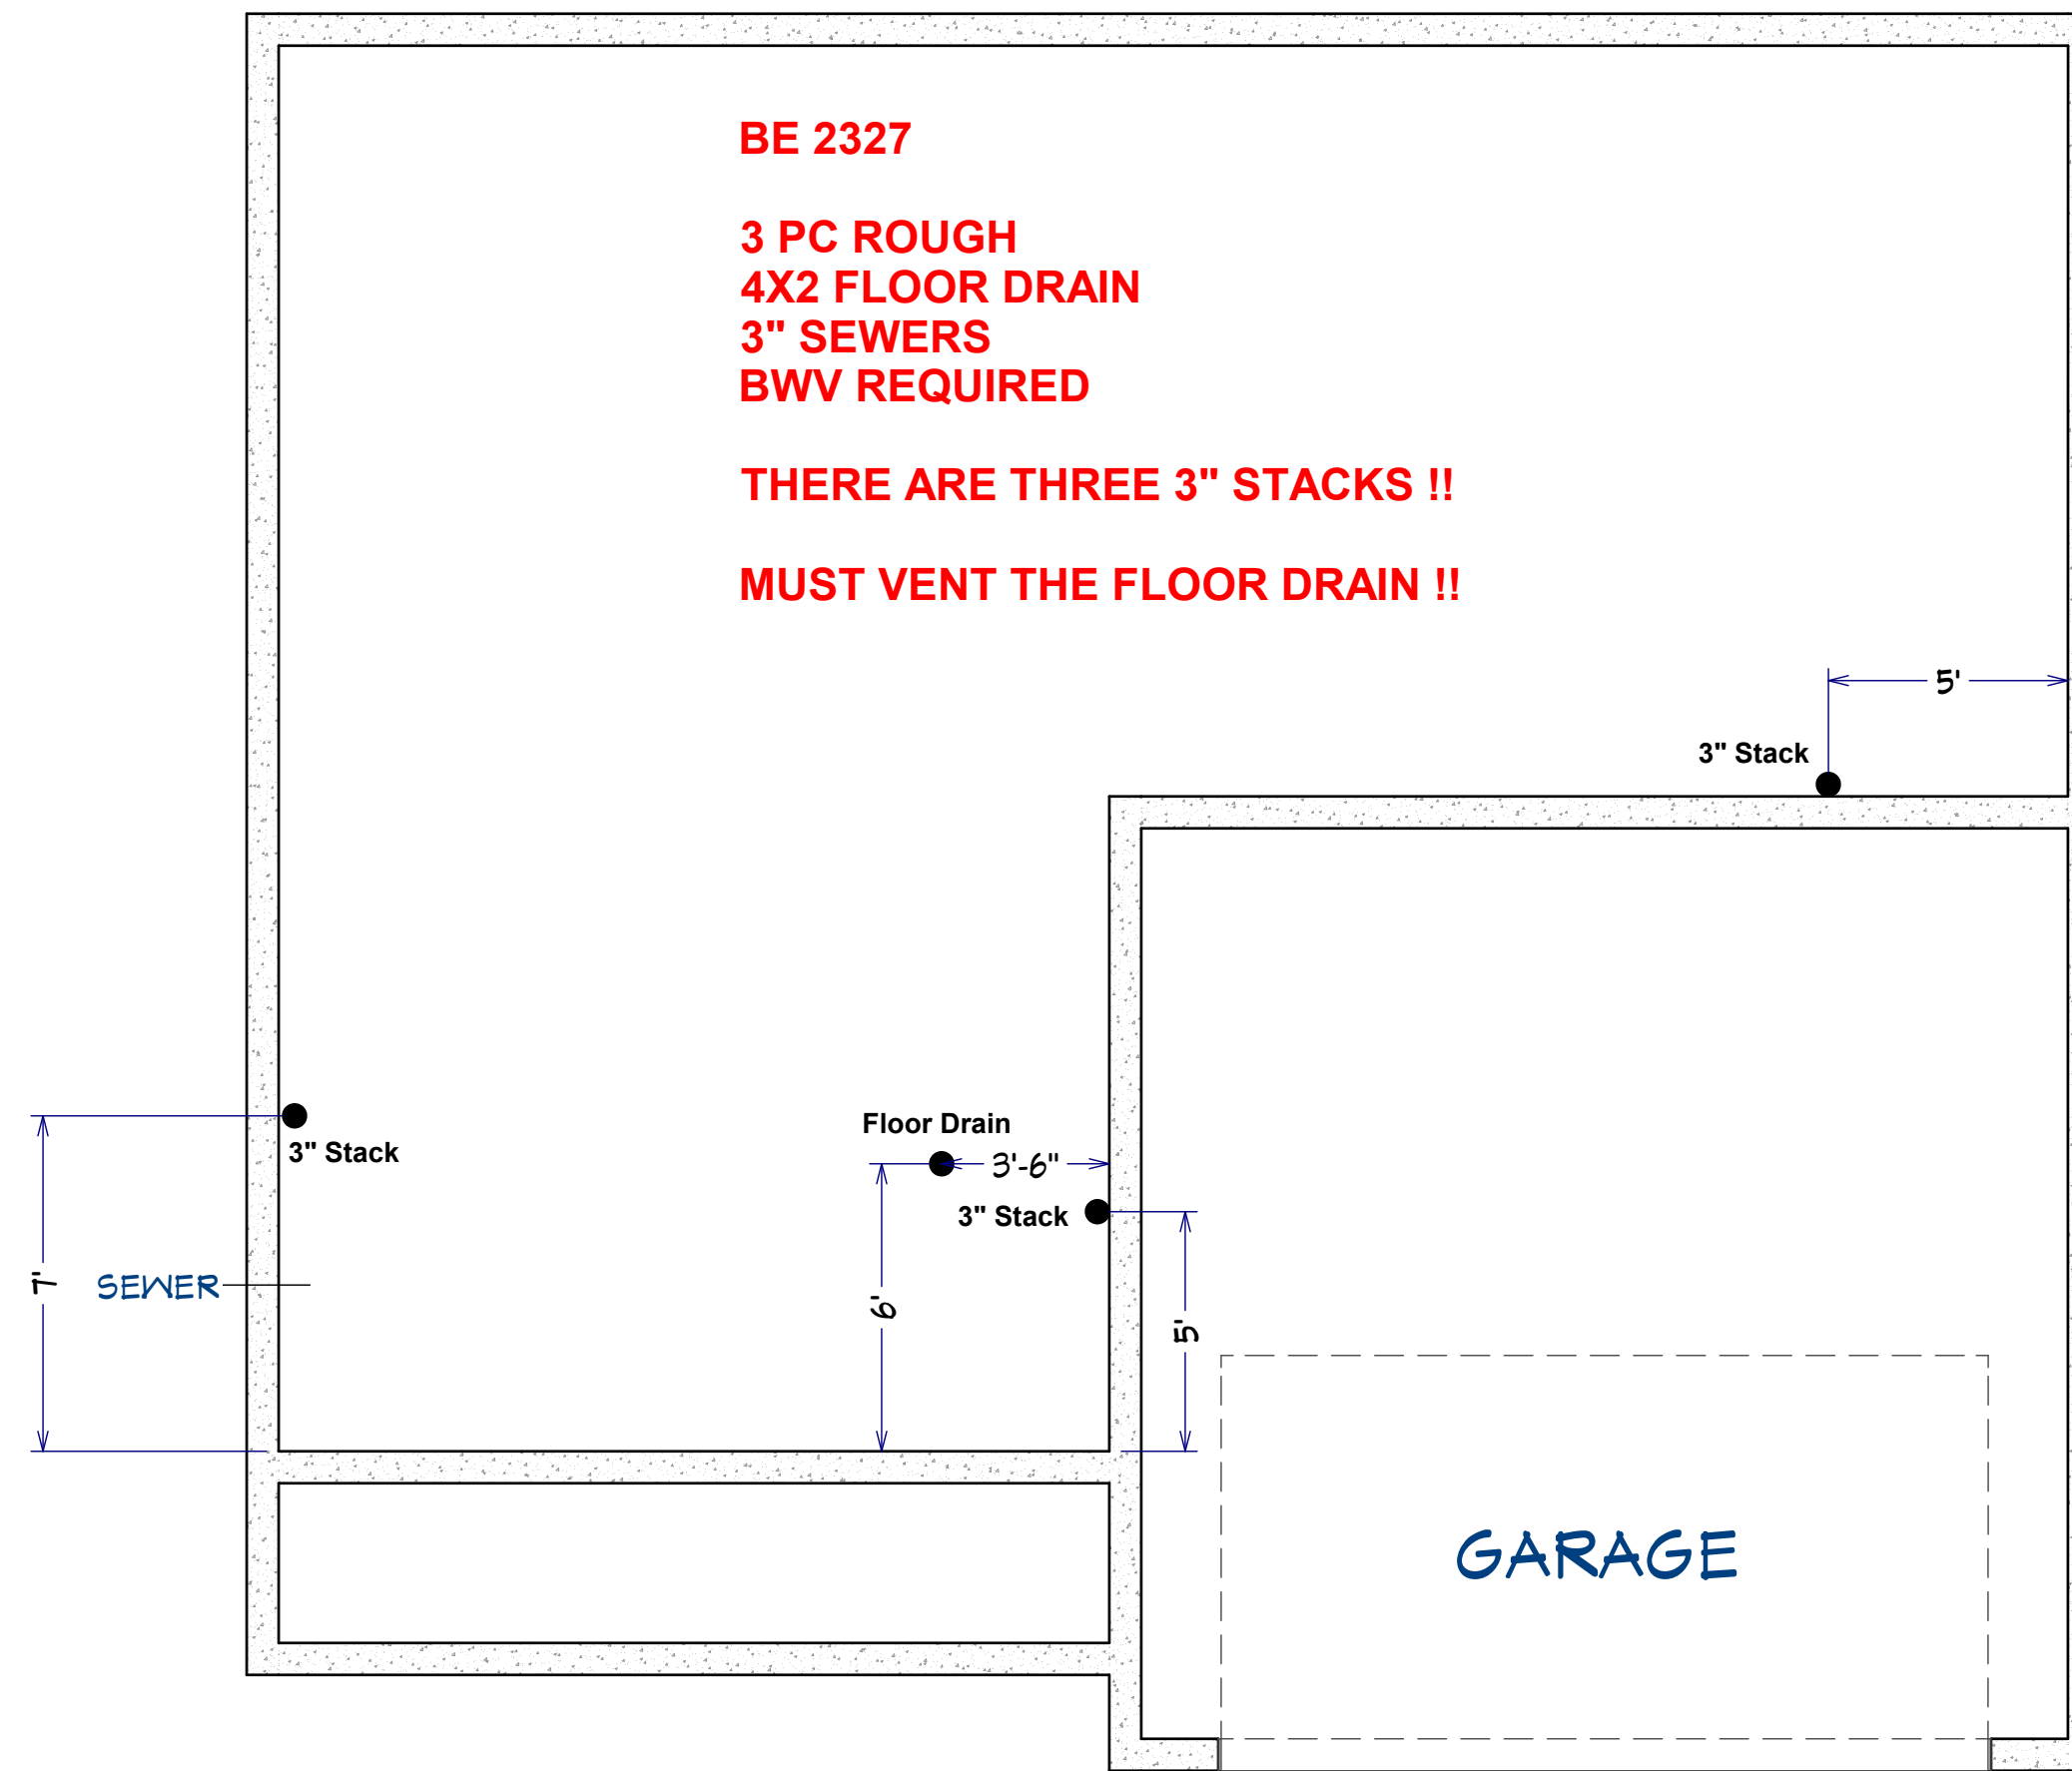 BE 2327
3 PC ROUGH
4X2 FLOOR DRAIN
3" SEWERS
BWV REQUIRED
THERE ARE THREE 3" STACKS !!
MUST VENT THE FLOOR DRAIN !!
5'
3" Stack
Floor Drain
3" Stack
3'-6"
3" Stack
7'
SEWER
6'
5'
GARAGE